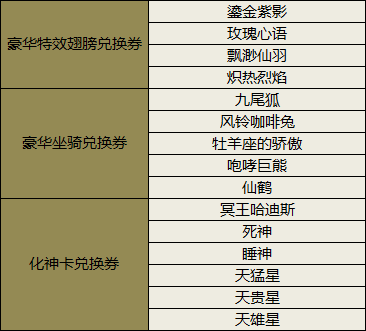 豪华特效翅膀兑换券
鎏金紫影
玫瑰心语
飘渺仙羽
炽热烈焰
豪华坐骑兑换券
九尾狐
风铃咖啡兔
牡羊座的骄傲
咆哮巨熊
仙鹤
化神卡兑换券
冥王哈迪斯
死神
睡神
天猛星
天贵星
天雄星